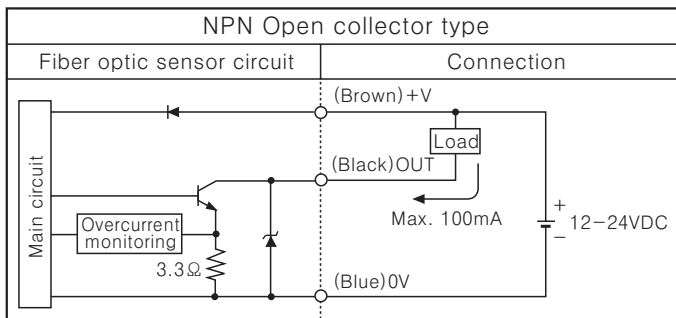 NPN Open collector type
Fiber optic sensor circuit
Connection
(Brown)+V
Load
(Black)OUT
Max. 100mA
+
12-24VDC
−
Main circuit
Overcurrent
monitoring
3.3Ω
(Blue)0V